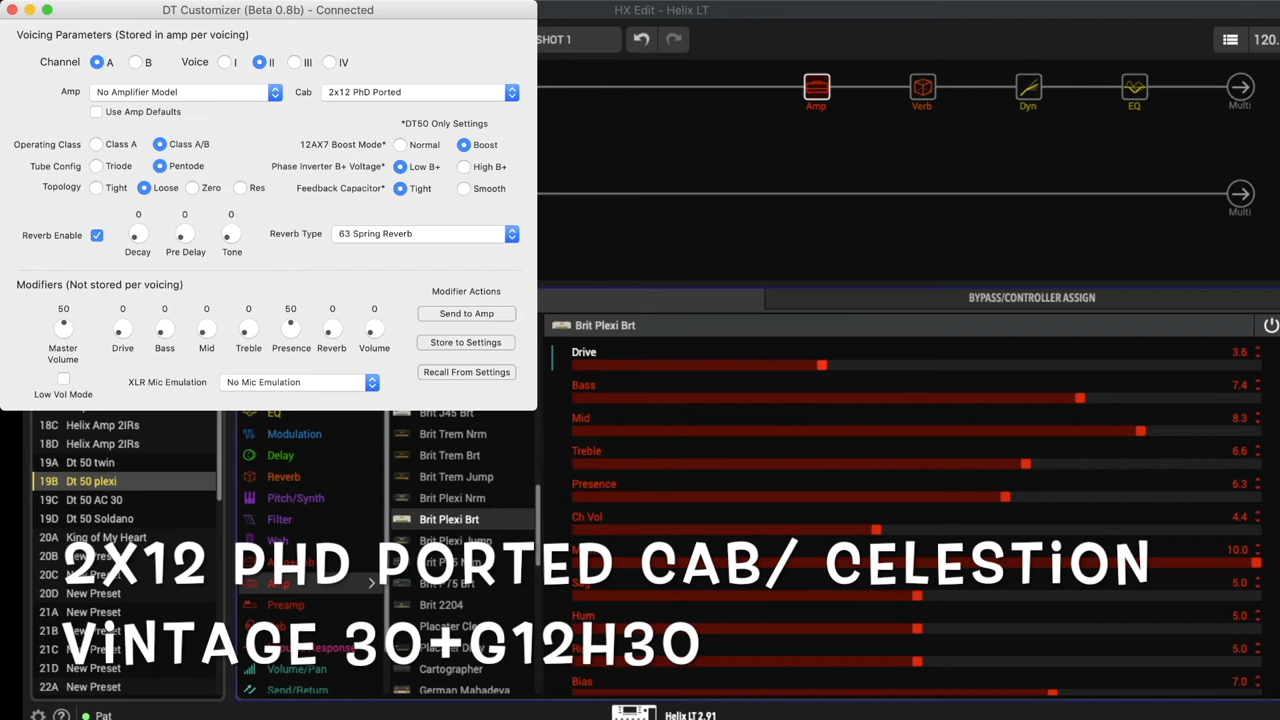 DT Customizer (Beta 0.8b) - Connected
HX Edit - Helix LT
Voicing Parameters (Stored in amp per voicing)
Channel A B Voice I II III IV
Amp No Amplifier Model Cab 2x12 PhD Ported
Use Amp Defaults
*DT50 Only Settings
Operating Class Class A Class A/B 12AX7 Boost Mode* Normal Boost
Tube Config Triode Pentode Phase Inverter B+ Voltage* Low B+ High B+
Topology Tight Loose Zero Res Feedback Capacitor* Tight Smooth
0 0 0
Reverb Enable Reverb Type 63 Spring Reverb
Decay Pre Delay Tone
Modifiers (Not stored per voicing)
Modifier Actions
50 0 0 0 0 50 0 0
Send to Amp
Master Volume Drive Bass Mid Treble Presence Reverb Volume
Store to Settings
Recall From Settings
Low Vol Mode
XLR Mic Emulation No Mic Emulation
SHOT 1
120.
Amp Verb Dyn EQ Multi
Multi
BYPASS/CONTROLLER ASSIGN
Brit Plexi Brt
Drive 3.6
Bass 7.4
Mid 8.3
Treble 6.6
Presence 6.3
Ch Vol 4.4
10.0
5.0
Hum 5.0
5.0
Bias 7.0
18C Helix Amp 2IRs
18D Helix Amp 2IRs
19A Dt 50 twin
19B Dt 50 plexi
19C Dt 50 AC 30
19D Dt 50 Soldano
20A King of My Heart
20B
20C
20D New Preset
21A New Preset
21B
21C
21D New Preset
22A New Preset
EQ
Modulation
Delay
Reverb
Pitch/Synth
Filter
Preamp
Volume/Pan
Send/Return
Brit J45 Brt
Brit Trem Nrm
Brit Trem Brt
Brit Trem Jump
Brit Plexi Nrm
Brit Plexi Brt
Brit Plexi Jump
Brit 2204
Cartographer
German Mahadeva
2X12 PHD PORTED CAB/ CELESTION
VINTAGE 30+G12H30
Pat
Helix LT 2.91